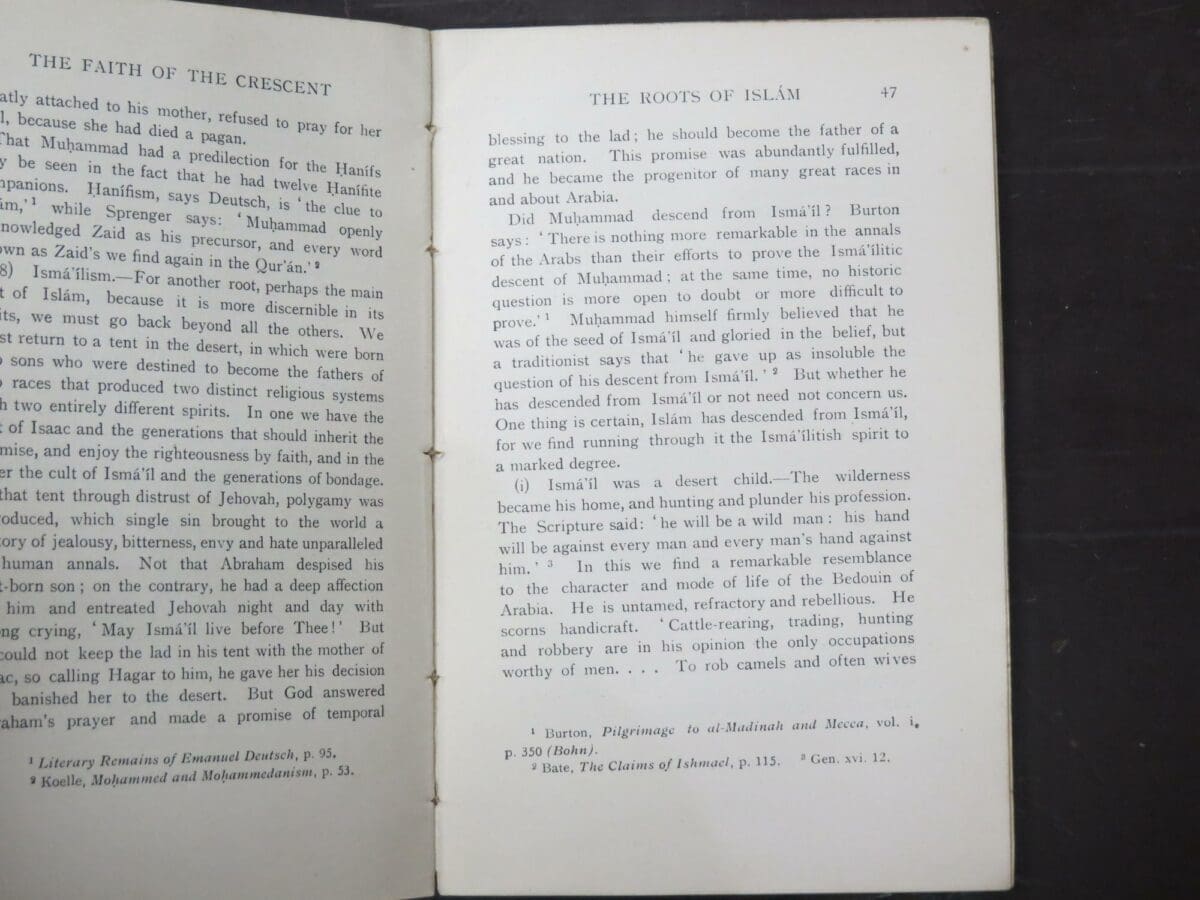 THE FAITH OF THE CRESCENT
attached to his mother, refused to pray for her
because she had died a pagan.
That Muḥammad had a predilection for the Ḥanífs
be seen in the fact that he had twelve Ḥanífite
Ḥanífism, says Deutsch, is 'the clue to
¹ while Sprenger says: 'Muḥammad openly
Zaid as his precursor, and every word
as Zaid's we find again in the Qur'án.'²
Ismá'ílism.—For another root, perhaps the main
of Islám, because it is more discernible in its
we must go back beyond all the others. We
return to a tent in the desert, in which were born
sons who were destined to become the fathers of
races that produced two distinct religious systems
two entirely different spirits. In one we have the
of Isaac and the generations that should inherit the
and enjoy the righteousness by faith, and in the
the cult of Ismá'íl and the generations of bondage.
that tent through distrust of Jehovah, polygamy was
which single sin brought to the world a
of jealousy, bitterness, envy and hate unparalleled
human annals. Not that Abraham despised his
son; on the contrary, he had a deep affection
him and entreated Jehovah night and day with
crying, 'May Ismá'íl live before Thee!' But
could not keep the lad in his tent with the mother of
so calling Hagar to him, he gave her his decision
banished her to the desert. But God answered
prayer and made a promise of temporal
¹ Literary Remains of Emanuel Deutsch, p. 95.
² Koelle, Moḥammed and Moḥammedanism, p. 53.
THE ROOTS OF ISLÁM 47
blessing to the lad; he should become the father of a
great nation. This promise was abundantly fulfilled,
and he became the progenitor of many great races in
and about Arabia.
Did Muḥammad descend from Ismá'íl? Burton
says: 'There is nothing more remarkable in the annals
of the Arabs than their efforts to prove the Ismá'ílitic
descent of Muḥammad; at the same time, no historic
question is more open to doubt or more difficult to
prove.'¹ Muḥammad himself firmly believed that he
was of the seed of Ismá'íl and gloried in the belief, but
a traditionist says that 'he gave up as insoluble the
question of his descent from Ismá'íl.'² But whether he
has descended from Ismá'íl or not need not concern us.
One thing is certain, Islám has descended from Ismá'íl,
for we find running through it the Ismá'ílitish spirit to
a marked degree.
(i) Ismá'íl was a desert child.—The wilderness
became his home, and hunting and plunder his profession.
The Scripture said: 'he will be a wild man: his hand
will be against every man and every man's hand against
him.'³ In this we find a remarkable resemblance
to the character and mode of life of the Bedouin of
Arabia. He is untamed, refractory and rebellious. He
scorns handicraft. 'Cattle-rearing, trading, hunting
and robbery are in his opinion the only occupations
worthy of men. . . . To rob camels and often wives
¹ Burton, Pilgrimage to al-Madinah and Mecca, vol. i.
p. 350 (Bohn).
² Bate, The Claims of Ishmael, p. 115. ³ Gen. xvi. 12.